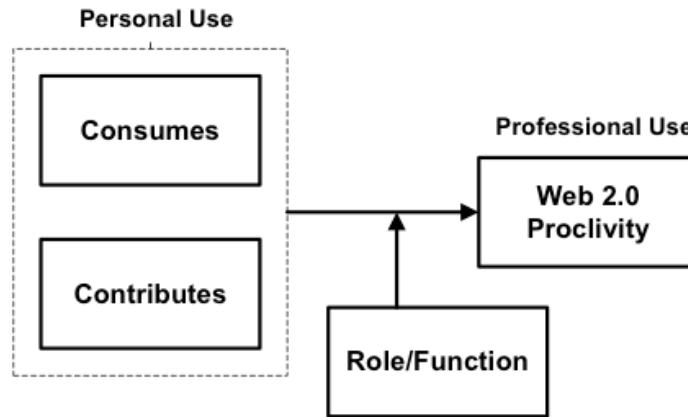 Personal Use
Consumes
Contributes
Professional Use
Web 2.0
Proclivity
Role/Function